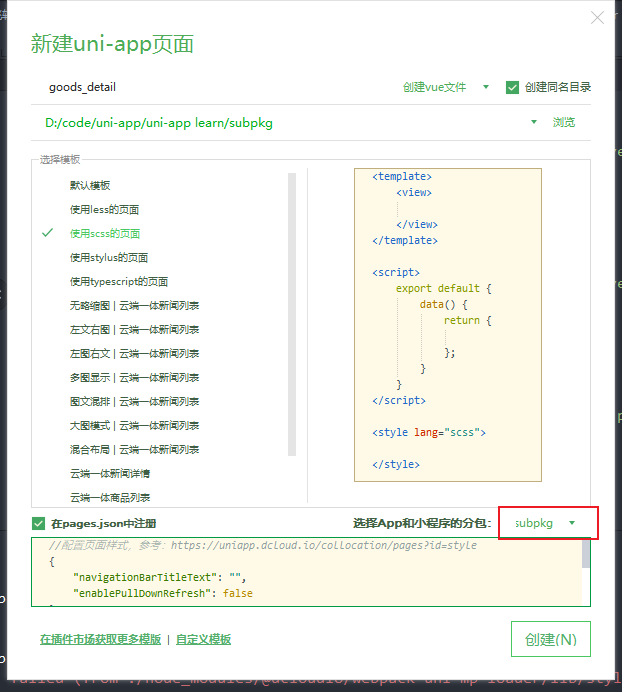 新建uni-app页面
goods_detail 创建vue文件 创建同名目录
D:/code/uni-app/uni-app learn/subpkg 浏览
选择模板
默认模板
使用less的页面
使用scss的页面
使用stylus的页面
使用typescript的页面
无略缩图 | 云端一体新闻列表
左文右图 | 云端一体新闻列表
左图右文 | 云端一体新闻列表
多图显示 | 云端一体新闻列表
图文混排 | 云端一体新闻列表
大图模式 | 云端一体新闻列表
混合布局 | 云端一体新闻列表
云端一体新闻详情
云端一体商品列表
<template>
<view>
</view>
</template>
<script>
export default {
data() {
return {
};
}
}
</script>
<style lang="scss">
</style>
在pages.json中注册 选择App和小程序的分包: subpkg
//配置页面样式，参考：https://uniapp.dcloud.io/collocation/pages?id=style
{
"navigationBarTitleText": "",
"enablePullDownRefresh": false
在插件市场获取更多模版 | 自定义模板
创建(N)